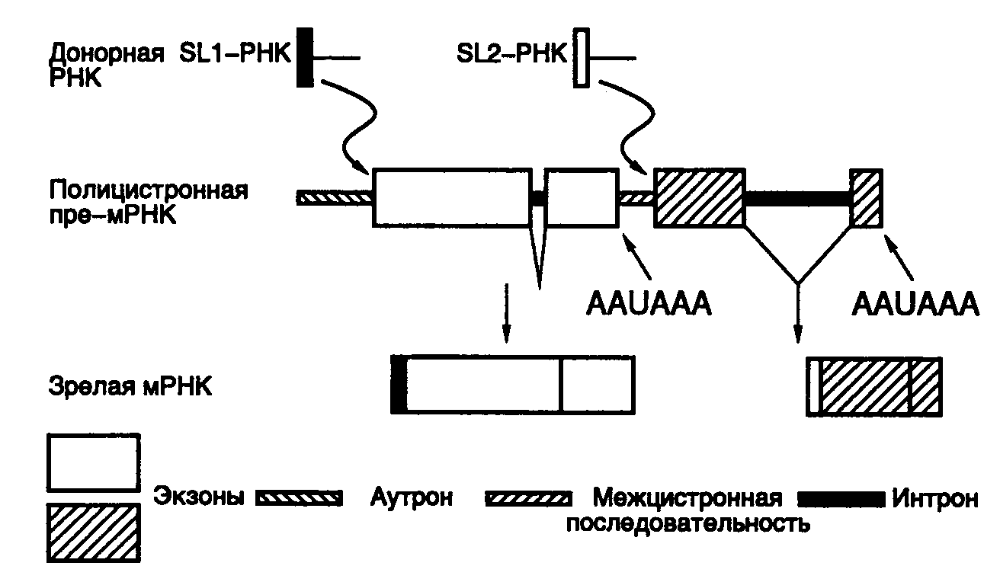 Донорная SL1–РНК SL2–РНК
РНК
Полицистронная
пре–мРНК
AAUAAA AAUAAA
Зрелая мРНК
Экзоны Аутрон Межцистронная Интрон
последовательность